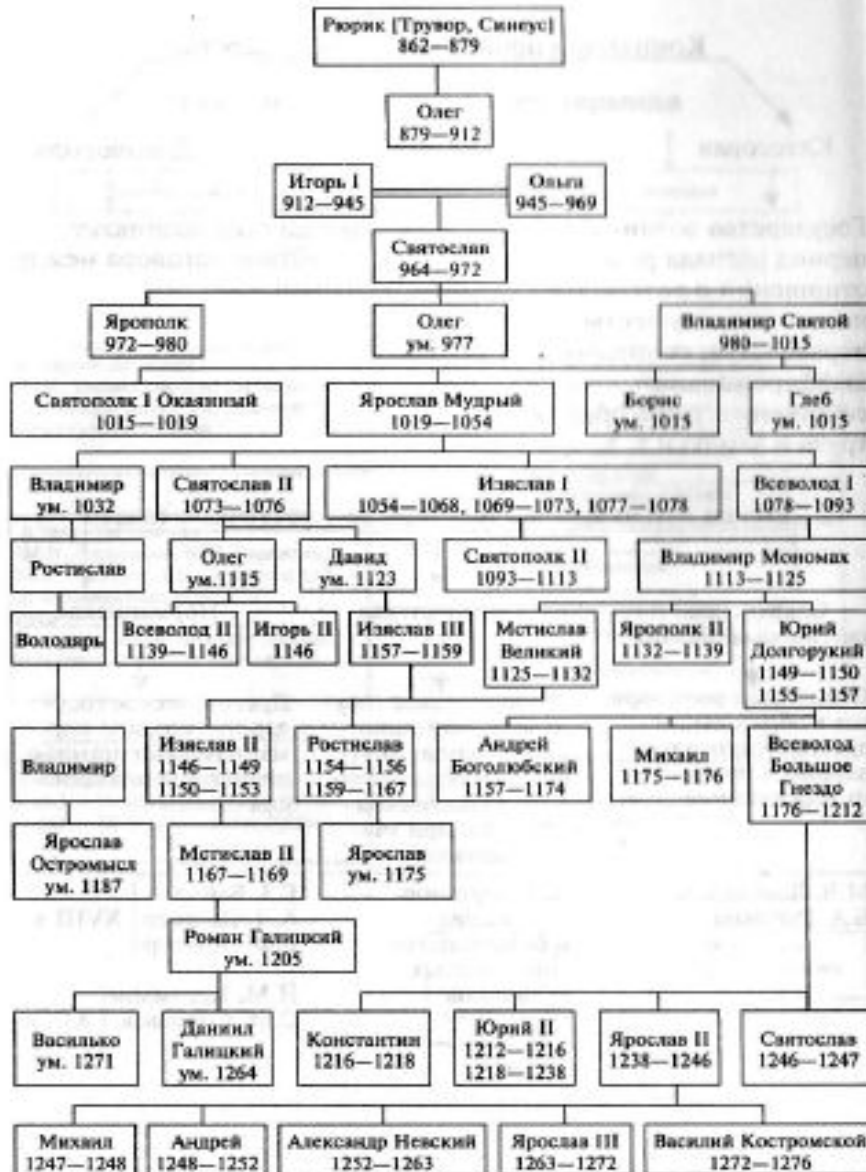 Рюрик [Трувор, Синеус]
862—879
Олег
879—912
Игорь I
912—945
Ольга
945—969
Святослав
964—972
Ярополк
972—980
Олег
ум. 977
Владимир Святой
980—1015
Святополк I Окаянный
1015—1019
Ярослав Мудрый
1019—1054
Борис
ум. 1015
Глеб
ум. 1015
Владимир
ум. 1032
Святослав II
1073—1076
Изяслав I
1054—1068, 1069—1073, 1077—1078
Всеволод I
1078—1093
Ростислав
Олег
ум. 1115
Давид
ум. 1123
Святополк II
1093—1113
Владимир Мономах
1113—1125
Володарь
Всеволод II
1139—1146
Игорь II
1146
Изяслав III
1157—1159
Мстислав
Великий
1125—1132
Ярополк II
1132—1139
Юрий
Долгорукий
1149—1150
1155—1157
Владимир
Изяслав II
1146—1149
1150—1153
Ростислав
1154—1156
1159—1167
Андрей
Боголюбский
1157—1174
Михаил
1175—1176
Всеволод
Большое
Гнездо
1176—1212
Ярослав
Остромысл
ум. 1187
Мстислав II
1167—1169
Ярослав
ум. 1175
Роман Галицкий
ум. 1205
Василько
ум. 1271
Даниил
Галицкий
ум. 1264
Константин
1216—1218
Юрий II
1212—1216
1218—1238
Ярослав II
1238—1246
Святослав
1246—1247
Михаил
1247—1248
Андрей
1248—1252
Александр Невский
1252—1263
Ярослав III
1263—1272
Василий Костромской
1272—1276